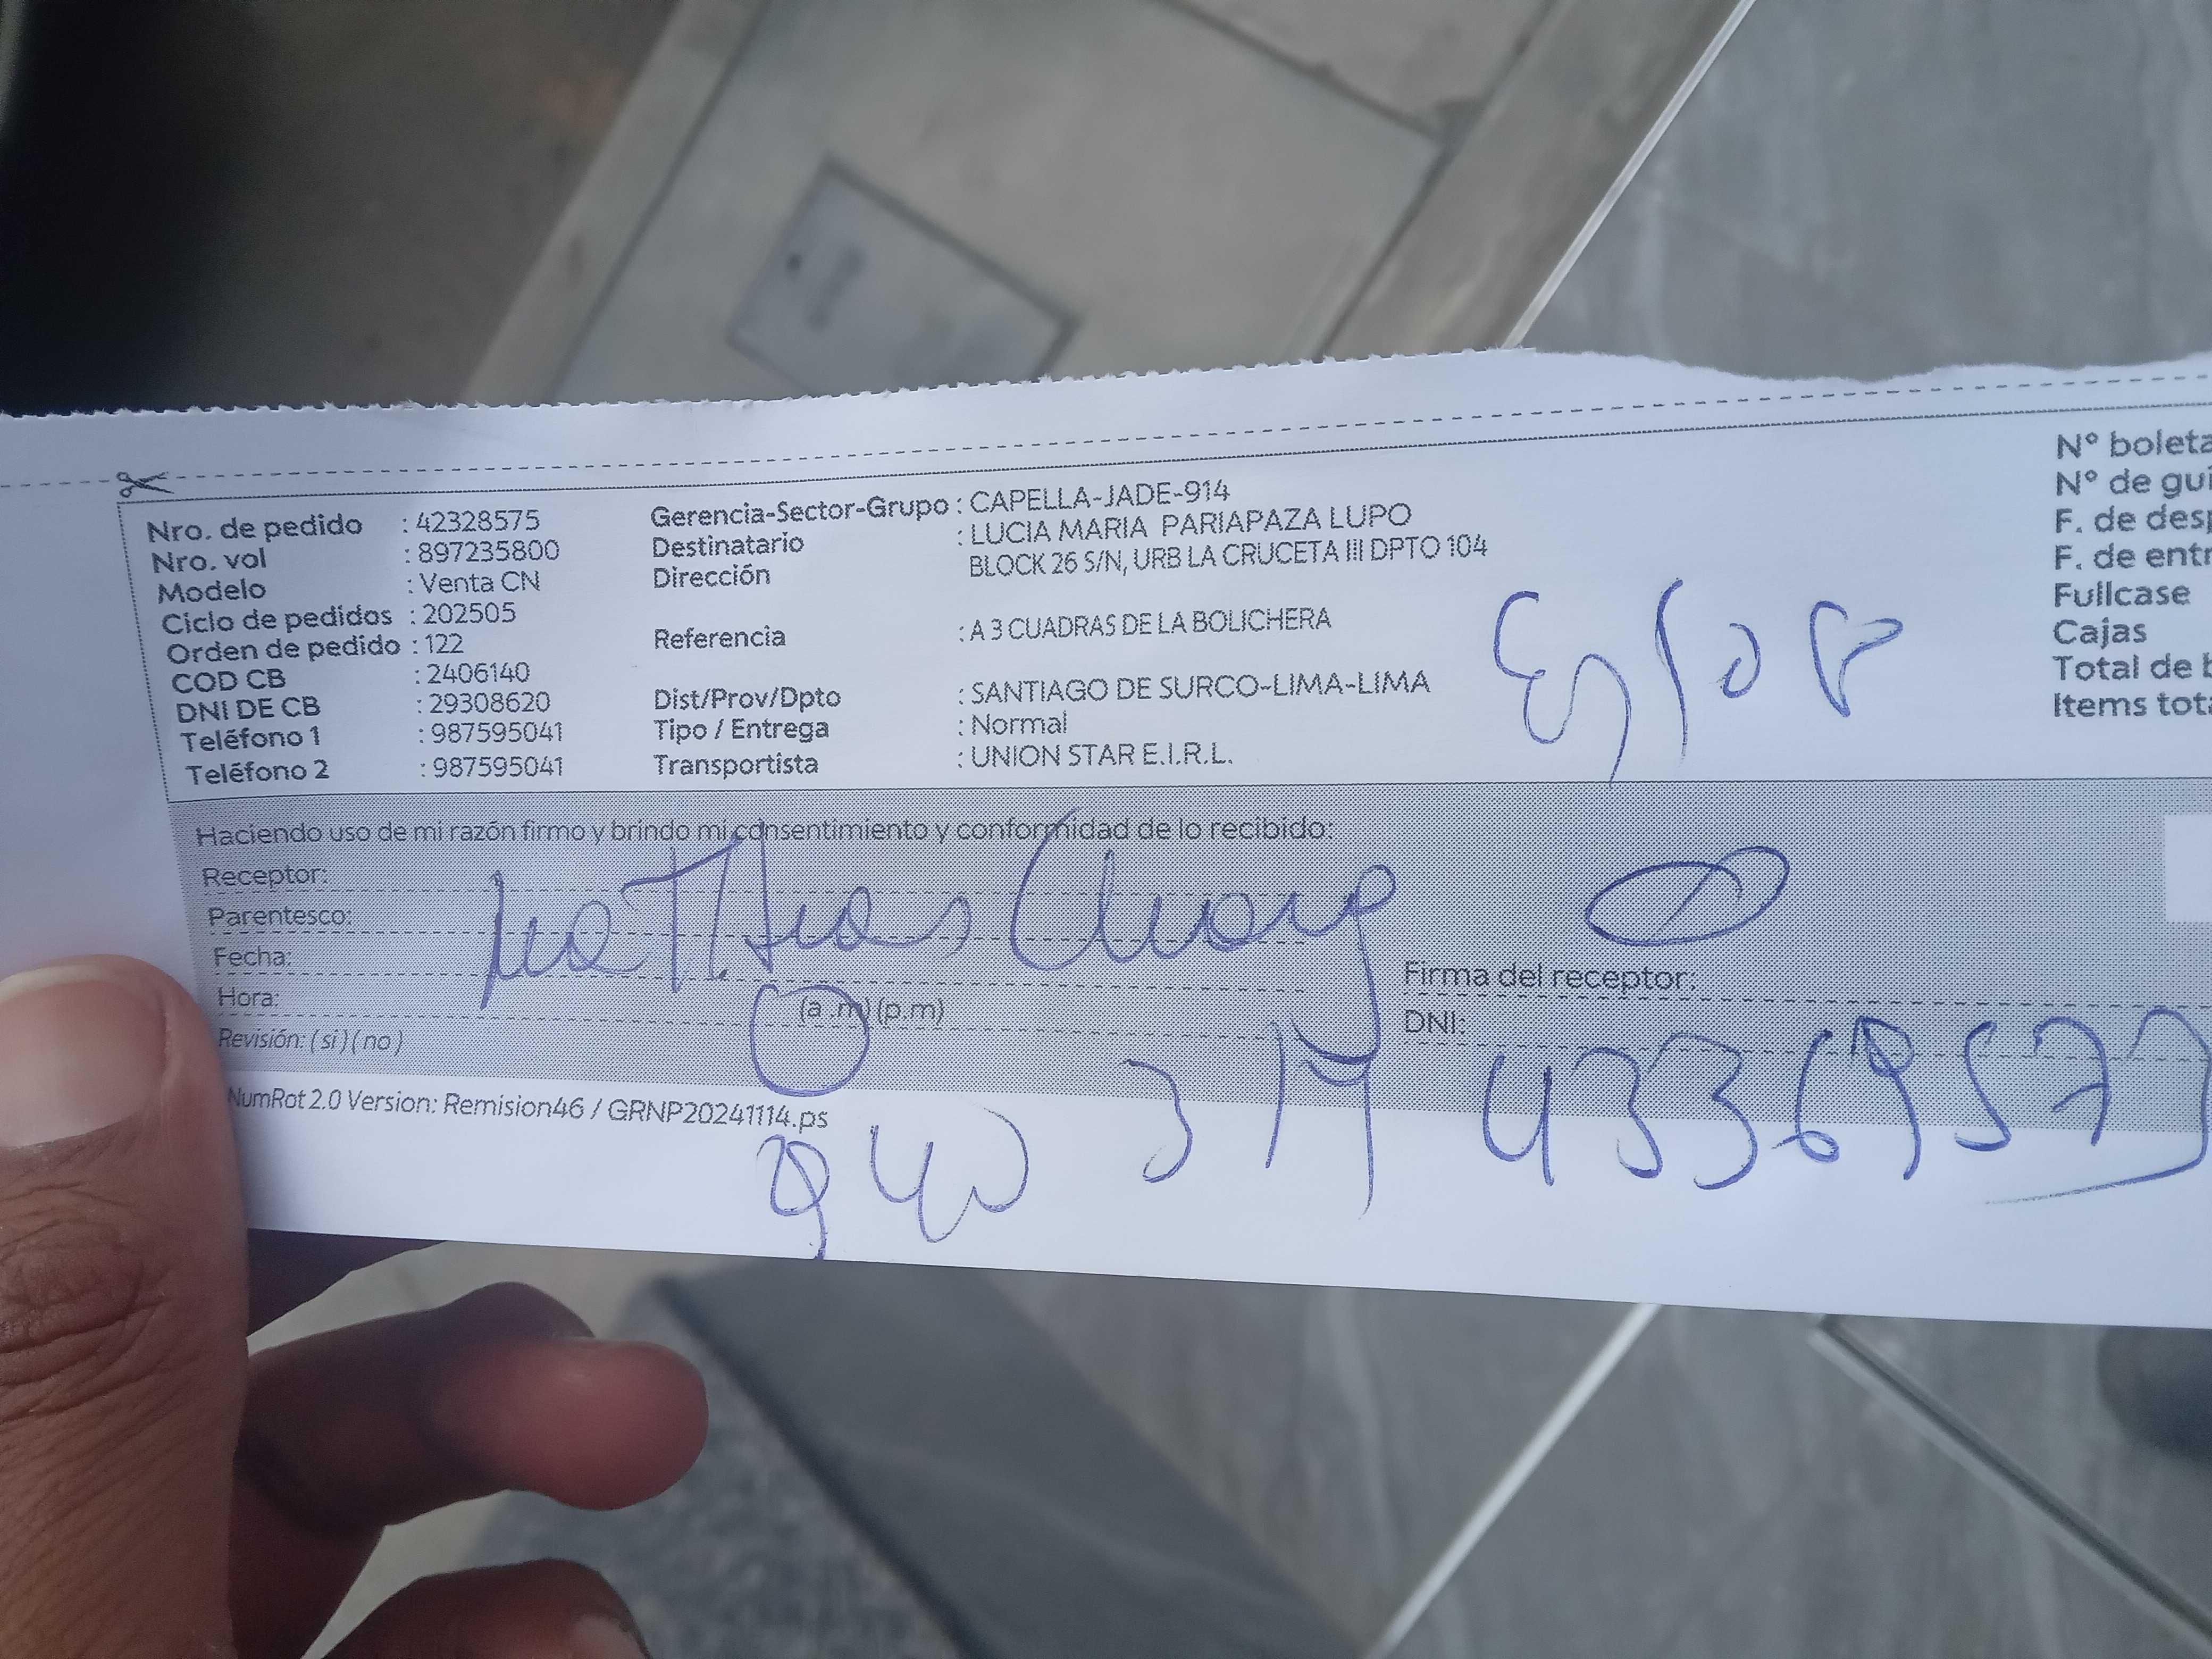 Nro. de pedido : 42328575
Nro. vol : 897235800
Modelo : Venta CN
Ciclo de pedidos : 202505
Orden de pedido : 122
COD CB : 2406140
DNI DE CB : 29308620
Teléfono 1 : 987595041
Teléfono 2 : 987595041
Gerencia-Sector-Grupo : CAPELLA-JADE-914
Destinatario : LUCIA MARIA PARIAPAZA LUPO
Dirección BLOCK 26 S/N, URB LA CRUCETA III DPTO 104
Referencia : A 3 CUADRAS DE LA BOLICHERA
Dist/Prov/Dpto : SANTIAGO DE SURCO-LIMA-LIMA
Tipo / Entrega : Normal
Transportista : UNION STAR E.I.R.L.
N° boleta
N° de gui
F. de desp
F. de entr
Fullcase
Cajas
Total de b
Items tota
Haciendo uso de mi razón firmo y brindo mi consentimiento y conformidad de lo recibido:
Receptor:
Parentesco:
Fecha:
Hora: (a .m) (p.m)
Revisión: ( si ) ( no )
Firma del receptor:
DNI:
43369573
NumRot 2.0 Version: Remision46 / GRNP20241114.ps